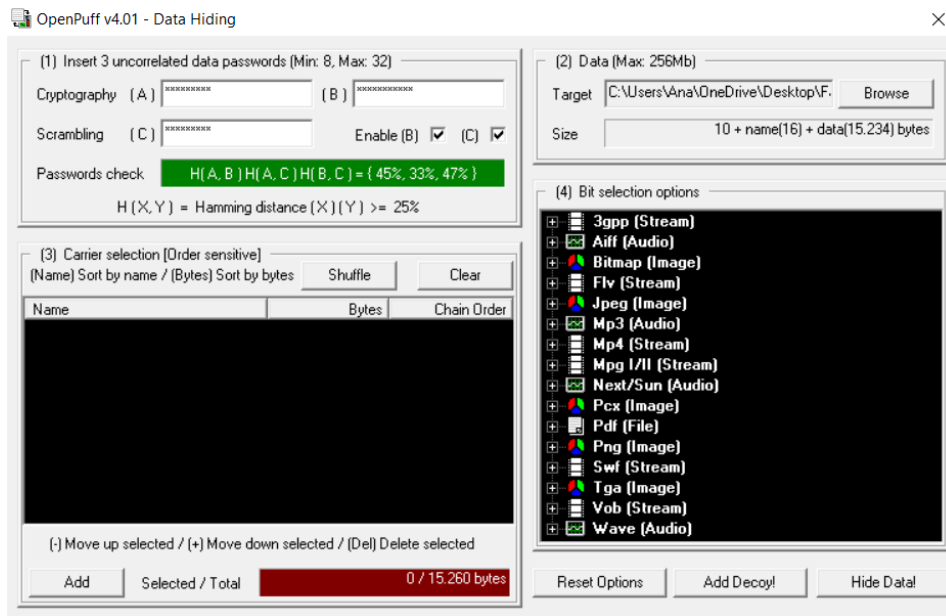 OpenPuff v4.01 - Data Hiding
(1) Insert 3 uncorrelated data passwords (Min: 8, Max: 32)
Cryptography (A) ********* (B) ***********
Scrambling (C) ********* Enable (B) (C)
Passwords check H( A, B ) H( A, C ) H( B, C ) = { 45%, 33%, 47% }
H ( X, Y ) = Hamming distance ( X ) ( Y ) >= 25%
(2) Data (Max: 256Mb)
Target C:\Users\Ana\OneDrive\Desktop\F. Browse
Size 10 + name(16) + data(15.234) bytes
(3) Carrier selection [Order sensitive]
(Name) Sort by name / (Bytes) Sort by bytes Shuffle Clear
Name Bytes Chain Order
(-) Move up selected / (+) Move down selected / (Del) Delete selected
Add Selected / Total 0 / 15.260 bytes
(4) Bit selection options
3gpp (Stream)
Aiff (Audio)
Bitmap (Image)
Flv (Stream)
Jpeg (Image)
Mp3 (Audio)
Mp4 (Stream)
Mpg I/II (Stream)
Next/Sun (Audio)
Pcx (Image)
Pdf (File)
Png (Image)
Swf (Stream)
Tga (Image)
Vob (Stream)
Wave (Audio)
Reset Options Add Decoy! Hide Data!